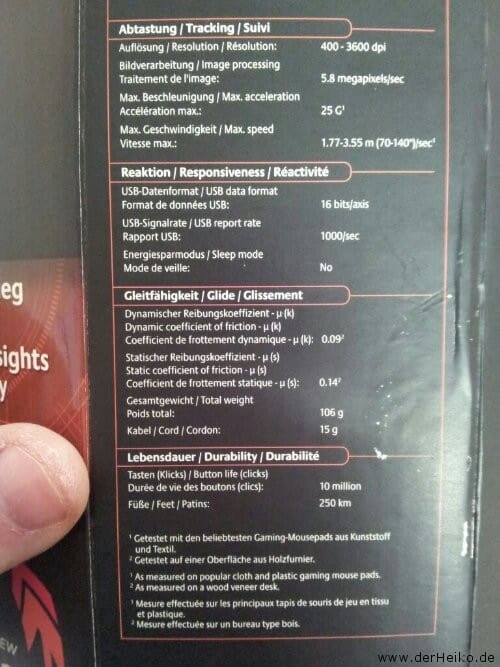 Abtastung / Tracking / Suivi
Auflösung / Resolution / Résolution: 400 - 3600 dpi
Bildverarbeitung / Image processing
Traitement de l'image: 5.8 megapixels/sec
Max. Beschleunigung / Max. acceleration
Accélération max.: 25 G¹
Max. Geschwindigkeit / Max. speed
Vitesse max.: 1.77-3.55 m (70-140")/sec¹
Reaktion / Responsiveness / Réactivité
USB-Datenformat / USB data format
Format de données USB: 16 bits/axis
USB-Signalrate / USB report rate
Rapport USB: 1000/sec
Energiesparmodus / Sleep mode
Mode de veille: No
Gleitfähigkeit / Glide / Glissement
Dynamischer Reibungskoeffizient - µ (k)
Dynamic coefficient of friction - µ (k)
Coefficient de frottement dynamique - µ (k): 0.09²
Statischer Reibungskoeffizient - µ (s)
Static coefficient of friction - µ (s)
Coefficient de frottement statique - µ (s): 0.14²
Gesamtgewicht / Total weight
Poids total: 106 g
Kabel / Cord / Cordon: 15 g
Lebensdauer / Durability / Durabilité
Tasten (Klicks) / Button life (clicks)
Durée de vie des boutons (clics): 10 million
Füße / Feet / Patins: 250 km
¹ Getestet mit den beliebtesten Gaming-Mousepads aus Kunststoff
und Textil.
² Getestet auf einer Oberfläche aus Holzfurnier.
¹ As measured on popular cloth and plastic gaming mouse pads.
² As measured on a wood veneer desk.
¹ Mesure effectuée sur les principaux tapis de souris de jeu en tissu
et plastique.
² Mesure effectuée sur un bureau type bois.
eg
sights
y
EW
www.derHeiko.de